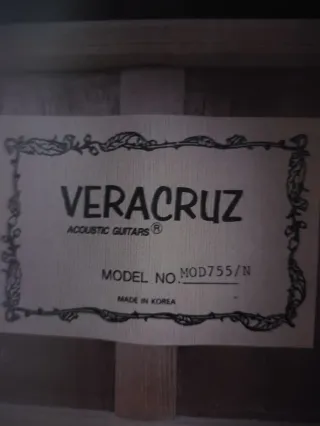 VERACRUZ
ACOUSTIC GUITARS®
MODEL NO. MOD755/N
MADE IN KOREA